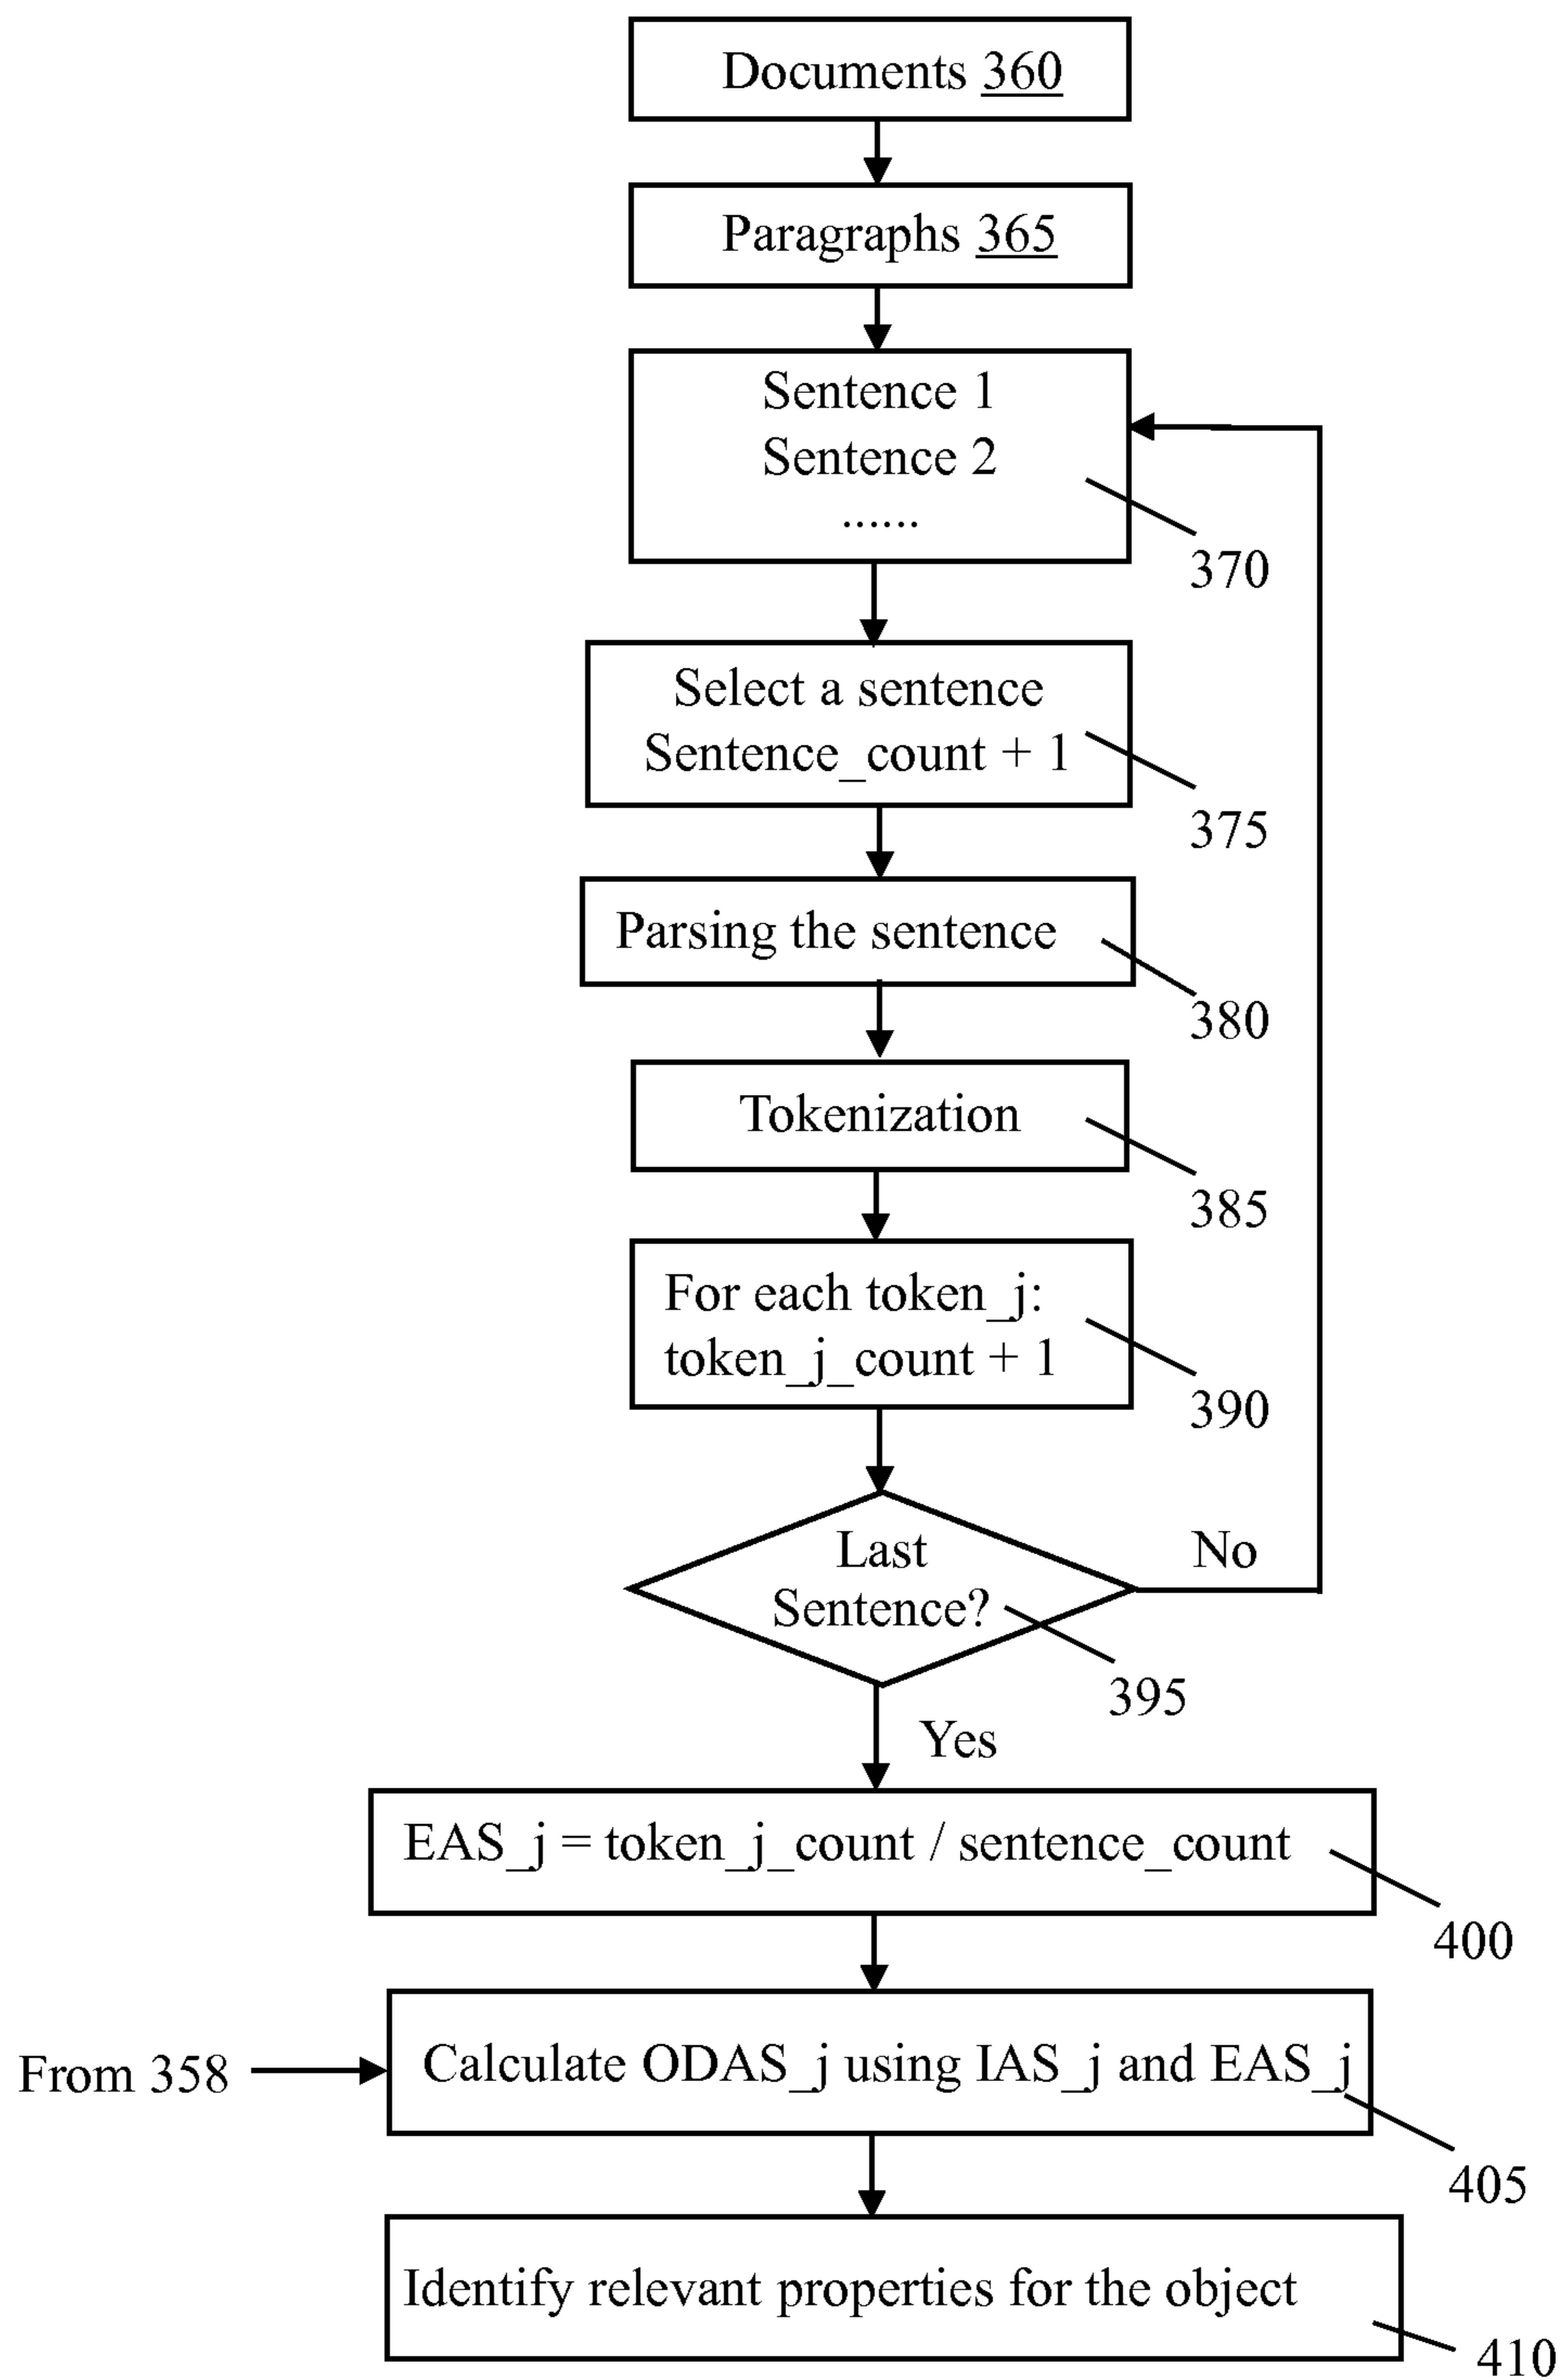 Documents 360
Paragraphs 365
Sentence 1
Sentence 2
......
370
Select a sentence
Sentence_count + 1
375
Parsing the sentence
380
Tokenization
385
For each token_j:
token_j_count + 1
390
Last
Sentence?
No
395
Yes
EAS_j = token_j_count / sentence_count
400
From 358
Calculate ODAS_j using IAS_j and EAS_j
405
Identify relevant properties for the object
410